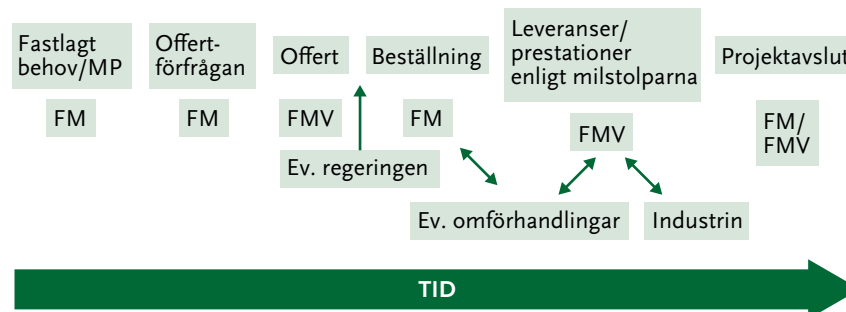 Fastlagt
behov/MP
Offert-
förfrågan
Offert
Beställning
Leveranser/
prestationer
enligt milstolparna
Projektavslut
FM
FM
FMV
FM
FMV
FM/
FMV
Ev. regeringen
Ev. omförhandlingar
Industrin
TID